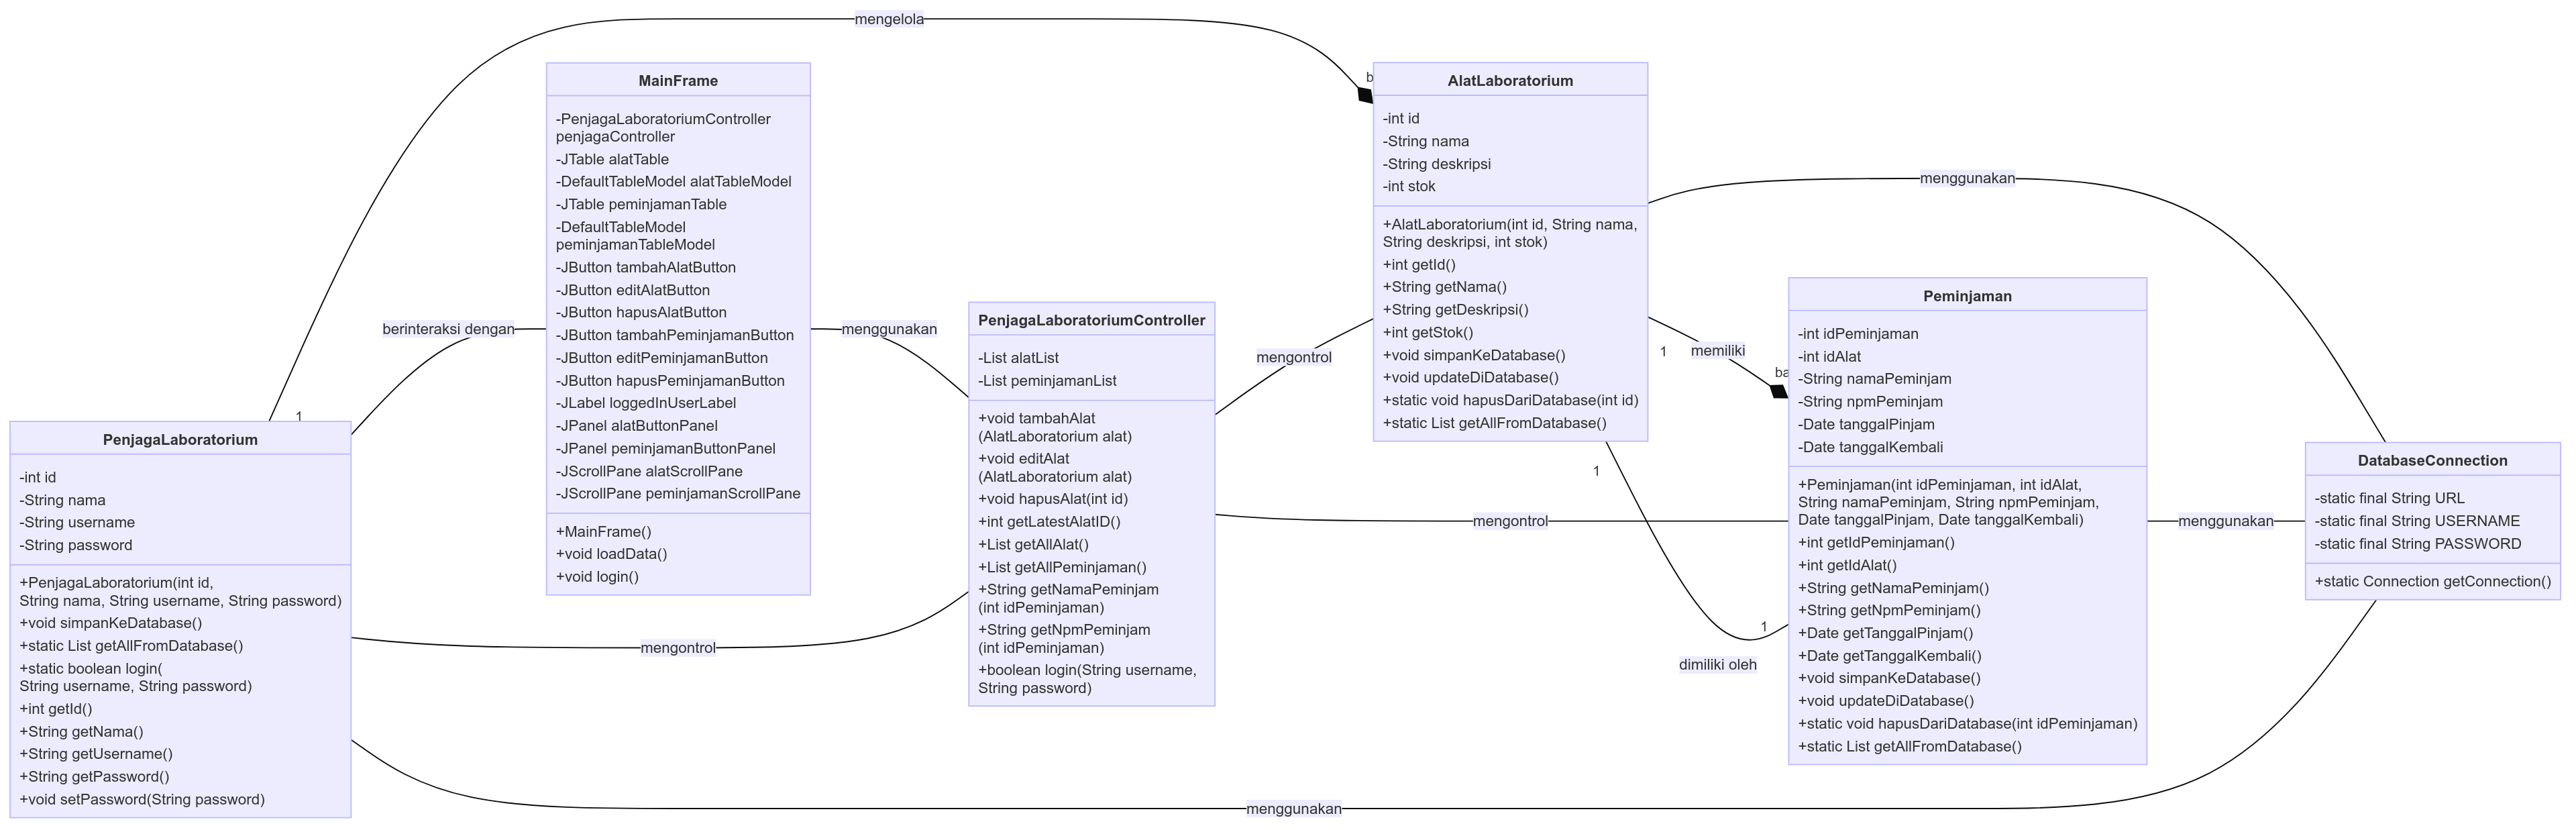 mengelola
MainFrame
-PenjagaLaboratoriumController
penjagaController
-JTable alatTable
-DefaultTableModel alatTableModel
-JTable peminjamanTable
-DefaultTableModel
peminjamanTableModel
-JButton tambahAlatButton
-JButton editAlatButton
-JButton hapusAlatButton
-JButton tambahPeminjamanButton
-JButton editPeminjamanButton
-JButton hapusPeminjamanButton
-JLabel loggedInUserLabel
-JPanel alatButtonPanel
-JPanel peminjamanButtonPanel
-JScrollPane alatScrollPane
-JScrollPane peminjamanScrollPane
+MainFrame()
+void loadData()
+void login()
berinteraksi dengan
menggunakan
1
PenjagaLaboratorium
-int id
-String nama
-String username
-String password
+PenjagaLaboratorium(int id,
String nama, String username, String password)
+void simpanKeDatabase()
+static List getAllFromDatabase()
+static boolean login(
String username, String password)
+int getId()
+String getNama()
+String getUsername()
+String getPassword()
+void setPassword(String password)
mengontrol
PenjagaLaboratoriumController
-List alatList
-List peminjamanList
+void tambahAlat
(AlatLaboratorium alat)
+void editAlat
(AlatLaboratorium alat)
+void hapusAlat(int id)
+int getLatestAlatID()
+List getAllAlat()
+List getAllPeminjaman()
+String getNamaPeminjam
(int idPeminjaman)
+String getNpmPeminjam
(int idPeminjaman)
+boolean login(String username,
String password)
mengontrol
mengontrol
b
AlatLaboratorium
-int id
-String nama
-String deskripsi
-int stok
+AlatLaboratorium(int id, String nama,
String deskripsi, int stok)
+int getId()
+String getNama()
+String getDeskripsi()
+int getStok()
+void simpanKeDatabase()
+void updateDiDatabase()
+static void hapusDariDatabase(int id)
+static List getAllFromDatabase()
menggunakan
1
memiliki
ba
1
1
dimiliki oleh
Peminjaman
-int idPeminjaman
-int idAlat
-String namaPeminjam
-String npmPeminjam
-Date tanggalPinjam
-Date tanggalKembali
+Peminjaman(int idPeminjaman, int idAlat,
String namaPeminjam, String npmPeminjam,
Date tanggalPinjam, Date tanggalKembali)
+int getIdPeminjaman()
+int getIdAlat()
+String getNamaPeminjam()
+String getNpmPeminjam()
+Date getTanggalPinjam()
+Date getTanggalKembali()
+void simpanKeDatabase()
+void updateDiDatabase()
+static void hapusDariDatabase(int idPeminjaman)
+static List getAllFromDatabase()
menggunakan
DatabaseConnection
-static final String URL
-static final String USERNAME
-static final String PASSWORD
+static Connection getConnection()
menggunakan